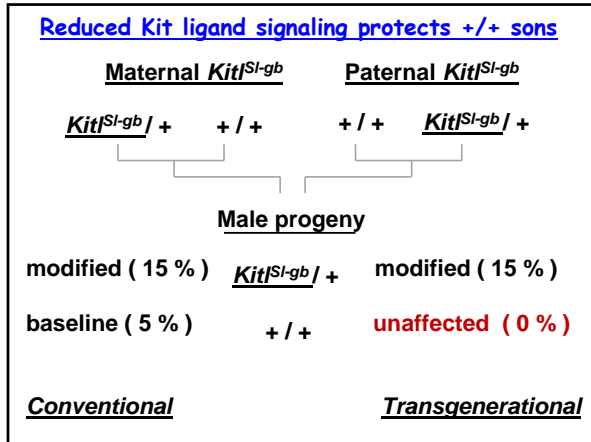 Reduced Kit ligand signaling protects +/+ sons
Maternal KitlSl-gb Paternal KitlSl-gb
KitlSl-gb/ + + / + + / + KitlSl-gb/ +
Male progeny
modified ( 15 % ) KitlSl-gb/ + modified ( 15 % )
baseline ( 5 % ) + / + unaffected ( 0 % )
Conventional Transgenerational